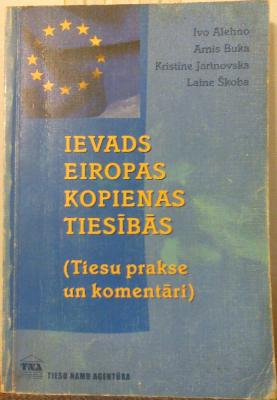 Ivo Alehno
Arnis Buka
Kristīne Jarinovska
Laine Škoba
IEVADS
EIROPAS
KOPIENAS
TIESĪBĀS
(Tiesu prakse
un komentāri)
TNA
TIESU NAMU AĢENTŪRA